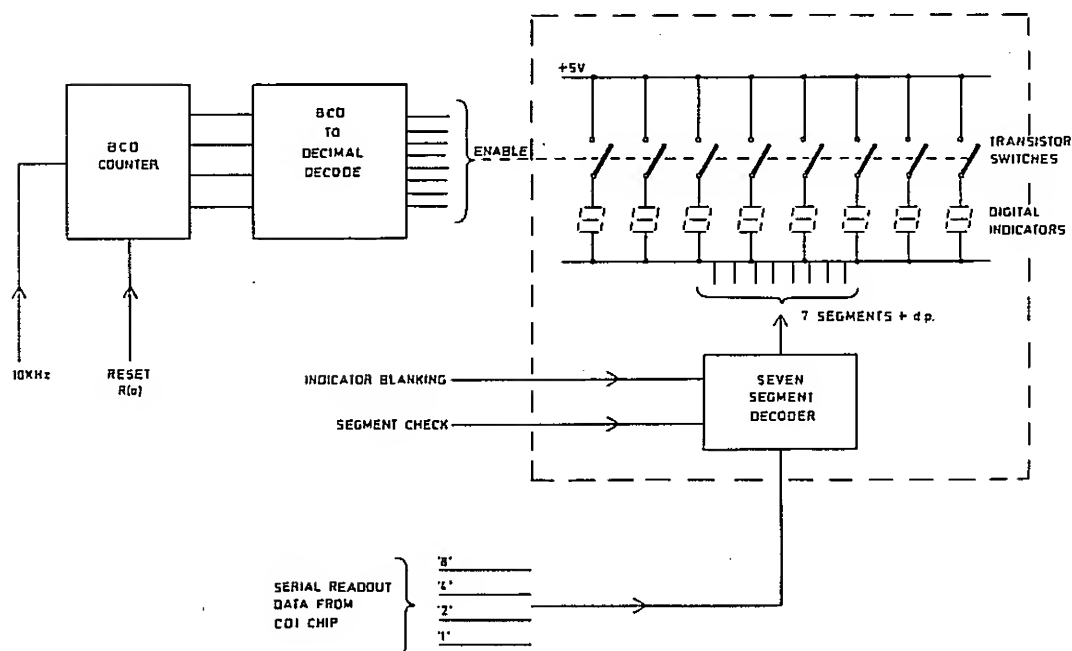 +5V
BCD
COUNTER
BCD
TO
DECIMAL
DECODE
ENABLE
TRANSISTOR
SWITCHES
DIGITAL
INDICATORS
7 SEGMENTS + d.p.
10KHz
RESET
R(o)
INDICATOR BLANKING
SEGMENT CHECK
SEVEN
SEGMENT
DECODER
SERIAL READOUT
DATA FROM
CDI CHIP
'8'
'4'
'2'
'1'